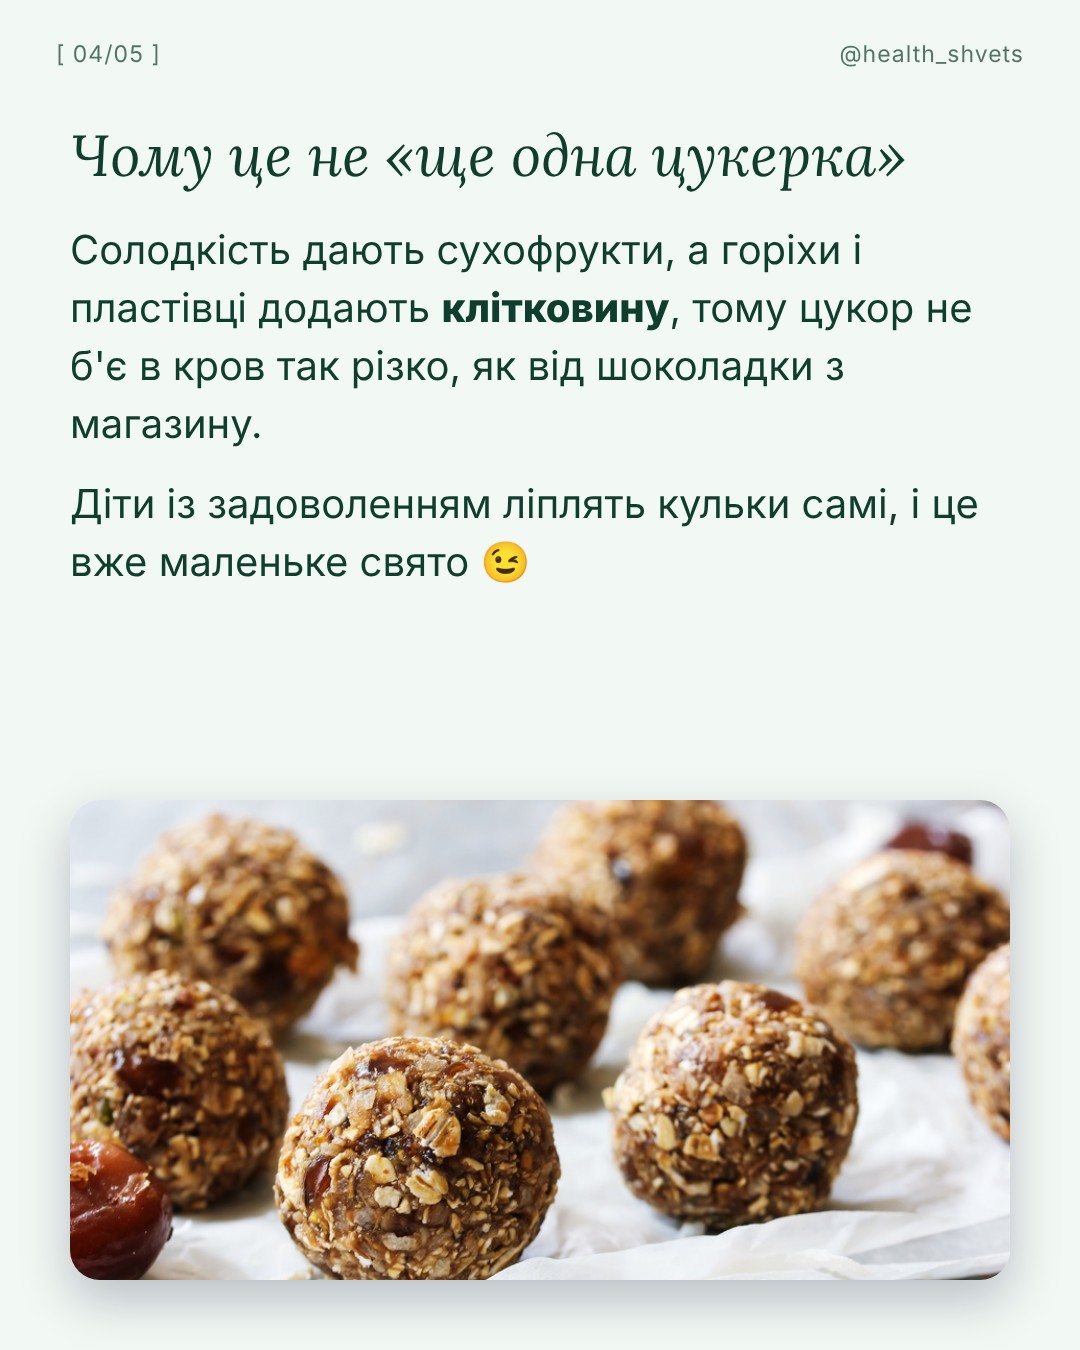 [ 04/05 ]
@health_shvets
Чому це не «ще одна цукерка»
Солодкість дають сухофрукти, а горіхи і
пластівці додають клітковину, тому цукор не
б'є в кров так різко, як від шоколадки з
магазину.
Діти із задоволенням ліплять кульки самі, і це
вже маленьке свято 😉